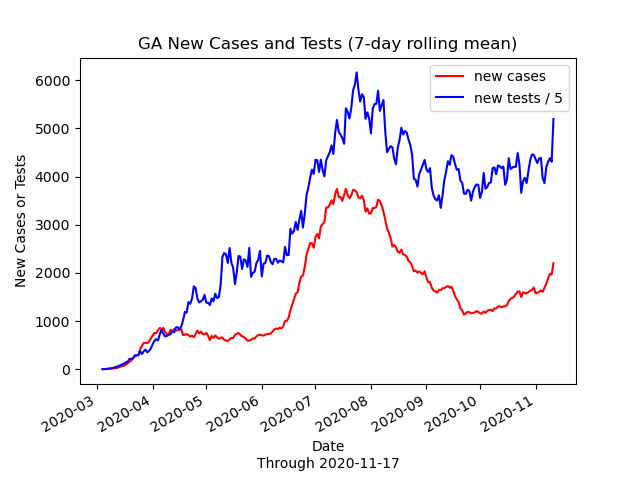 GA New Cases and Tests (7-day rolling mean)
new cases
new tests / 5
New Cases or Tests
6000
5000
4000
3000
2000
1000
0
2020-03
2020-04
2020-05
2020-06
2020-07
2020-08
2020-09
2020-10
2020-11
Date
Through 2020-11-17